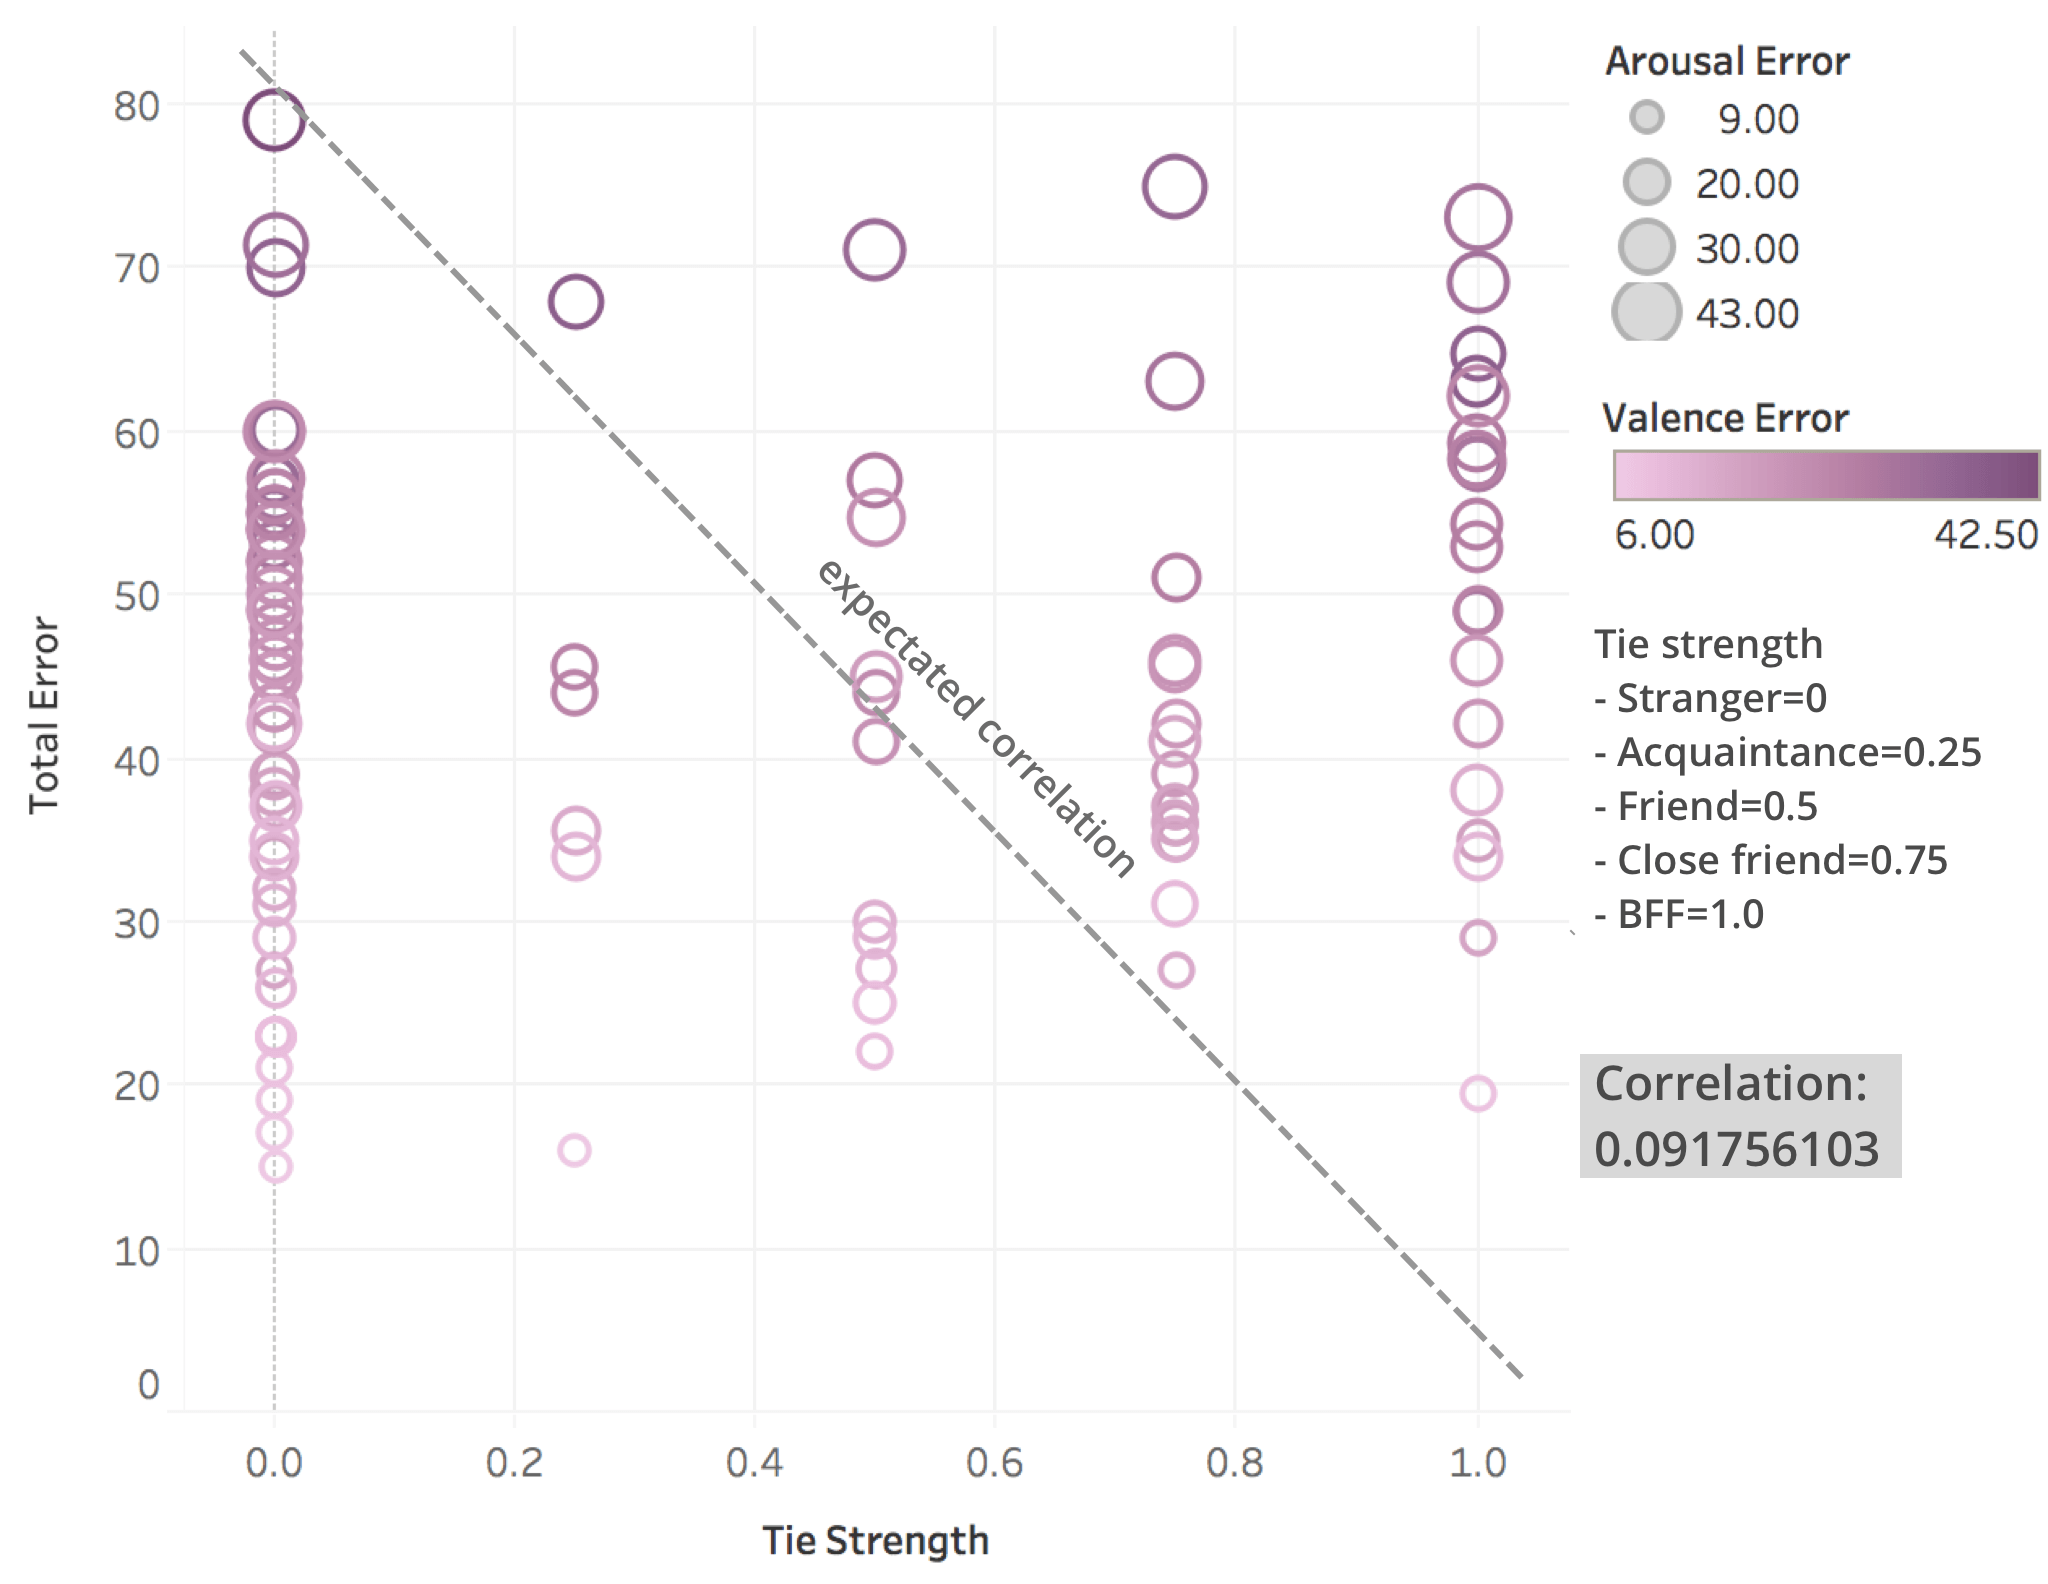 80
70
60
50
40
30
20
10
0
Total Error
0.0 0.2 0.4 0.6 0.8 1.0
Tie Strength
expectated correlation
Arousal Error
9.00
20.00
30.00
43.00
Valence Error
6.00 42.50
Tie strength
- Stranger=0
- Acquaintance=0.25
- Friend=0.5
- Close friend=0.75
- BFF=1.0
Correlation:
0.091756103